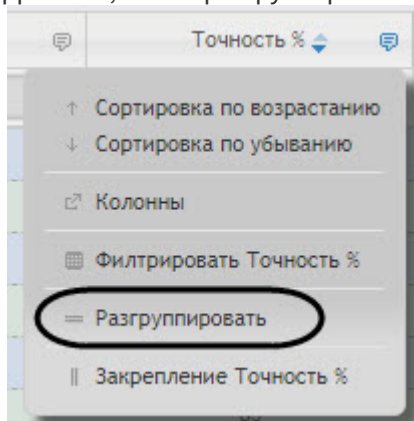 Точность %
Сортировка по возрастанию
Сортировка по убыванию
Колонны
Филтрировать Точность %
Разгруппировать
Закрепление Точность %